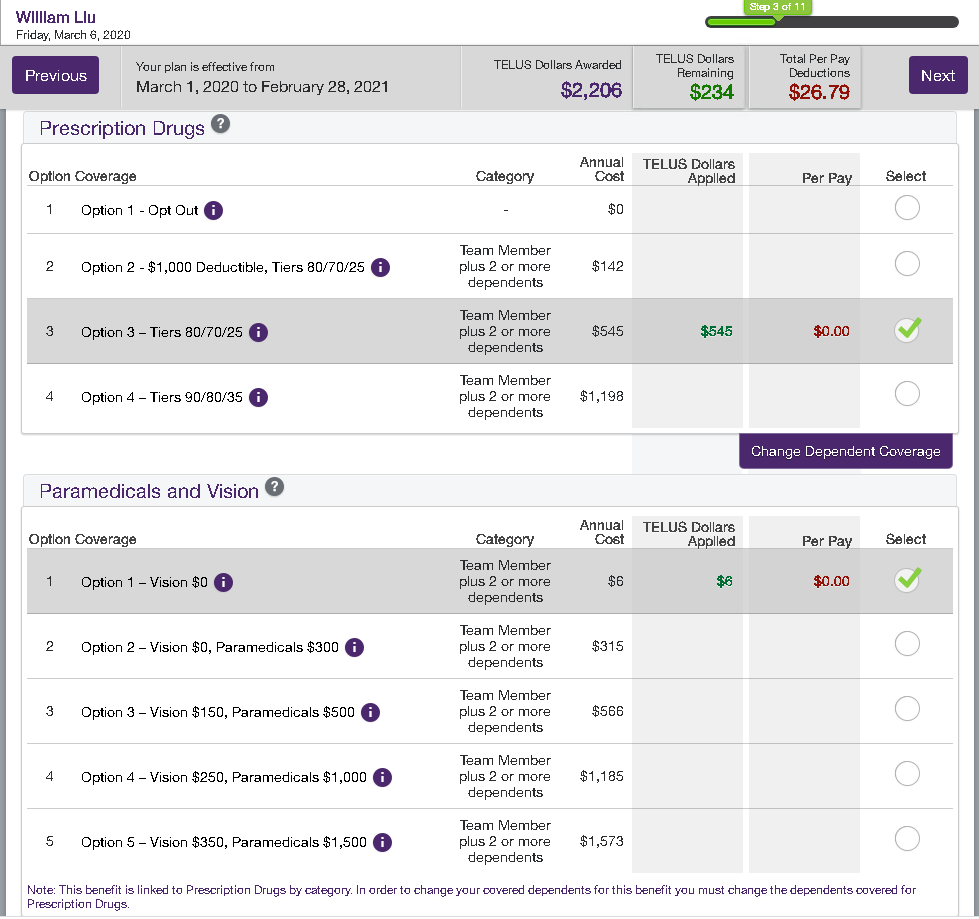 William Liu
Friday, March 6, 2020
Step 3 of 11
Previous
Your plan is effective from
March 1, 2020 to February 28, 2021
TELUS Dollars Awarded
$2,206
TELUS Dollars
Remaining
$234
Total Per Pay
Deductions
$26.79
Next
Prescription Drugs ?
Option Coverage Category Annual Cost TELUS Dollars Applied Per Pay Select
1 Option 1 - Opt Out i - $0
2 Option 2 - $1,000 Deductible, Tiers 80/70/25 i Team Member plus 2 or more dependents $142
3 Option 3 – Tiers 80/70/25 i Team Member plus 2 or more dependents $545 $545 $0.00
4 Option 4 – Tiers 90/80/35 i Team Member plus 2 or more dependents $1,198
Change Dependent Coverage
Paramedicals and Vision ?
Option Coverage Category Annual Cost TELUS Dollars Applied Per Pay Select
1 Option 1 – Vision $0 i Team Member plus 2 or more dependents $6 $6 $0.00
2 Option 2 – Vision $0, Paramedicals $300 i Team Member plus 2 or more dependents $315
3 Option 3 – Vision $150, Paramedicals $500 i Team Member plus 2 or more dependents $566
4 Option 4 – Vision $250, Paramedicals $1,000 i Team Member plus 2 or more dependents $1,185
5 Option 5 – Vision $350, Paramedicals $1,500 i Team Member plus 2 or more dependents $1,573
Note: This benefit is linked to Prescription Drugs by category. In order to change your covered dependents for this benefit you must change the dependents covered for
Prescription Drugs.